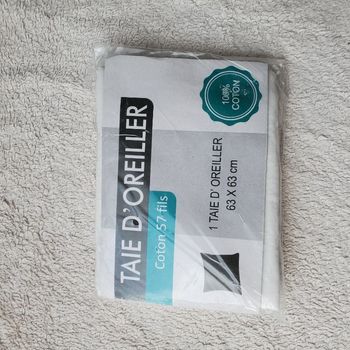 TAIE D'OREILLER
Coton 57 fils
100%
COTON
1 TAIE D' OREILLER
63 X 63 cm